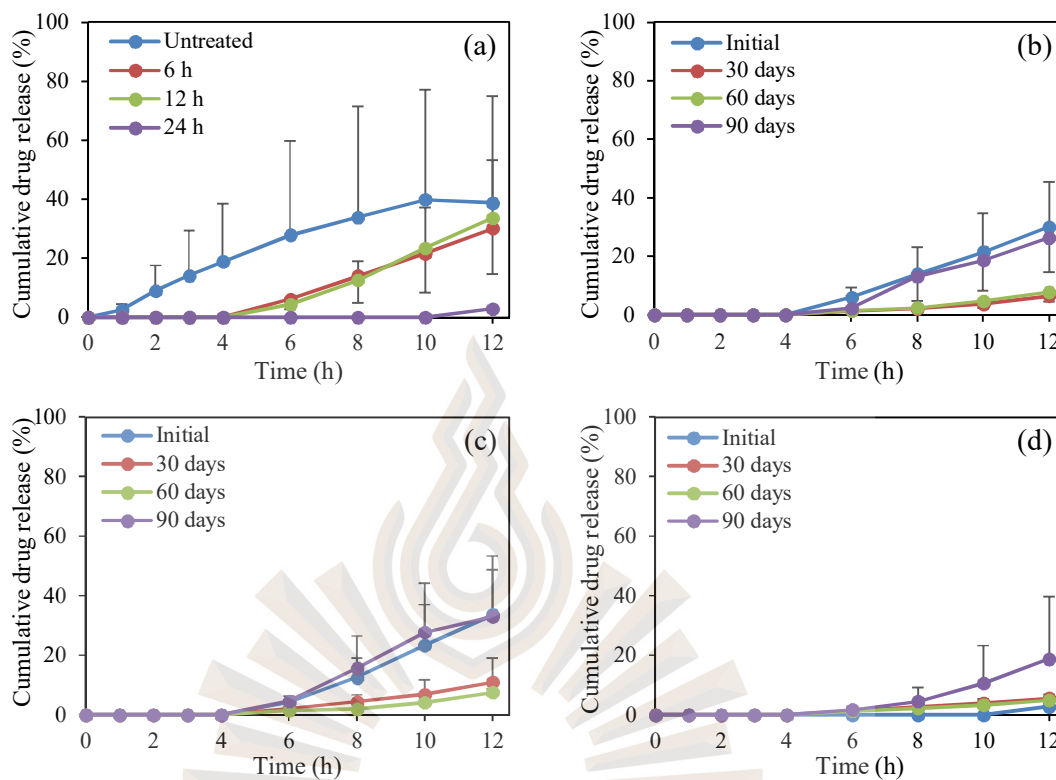 Cumulative drug release (%)
100
80
60
40
20
0
0 2 4 6 8 10 12
Time (h)
Untreated
6 h
12 h
24 h
(a)
Cumulative drug release (%)
100
80
60
40
20
0
0 2 4 6 8 10 12
Time (h)
Initial
30 days
60 days
90 days
(b)
Cumulative drug release (%)
100
80
60
40
20
0
0 2 4 6 8 10 12
Time (h)
Initial
30 days
60 days
90 days
(c)
Cumulative drug release (%)
100
80
60
40
20
0
0 2 4 6 8 10 12
Time (h)
Initial
30 days
60 days
90 days
(d)